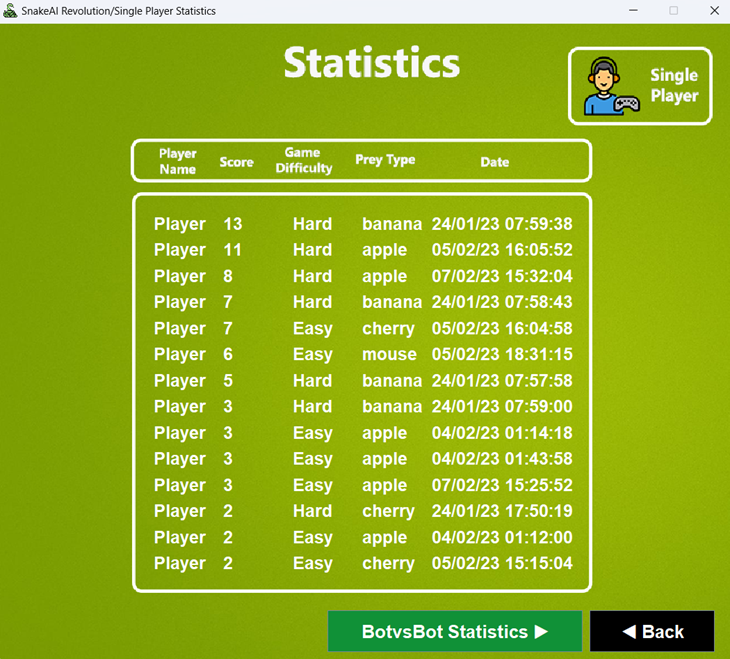 SnakeAI Revolution/Single Player Statistics
Statistics
Single
Player
Player Name Score Game Difficulty Prey Type Date
Player 13 Hard banana 24/01/23 07:59:38
Player 11 Hard apple 05/02/23 16:05:52
Player 8 Hard apple 07/02/23 15:32:04
Player 7 Hard banana 24/01/23 07:58:43
Player 7 Easy cherry 05/02/23 16:04:58
Player 6 Easy mouse 05/02/23 18:31:15
Player 5 Hard banana 24/01/23 07:57:58
Player 3 Hard banana 24/01/23 07:59:00
Player 3 Easy apple 04/02/23 01:14:18
Player 3 Easy apple 04/02/23 01:43:58
Player 3 Easy apple 07/02/23 15:25:52
Player 2 Hard cherry 24/01/23 17:50:19
Player 2 Easy apple 04/02/23 01:12:00
Player 2 Easy cherry 05/02/23 15:15:04
BotvsBot Statistics ▶ ◀ Back